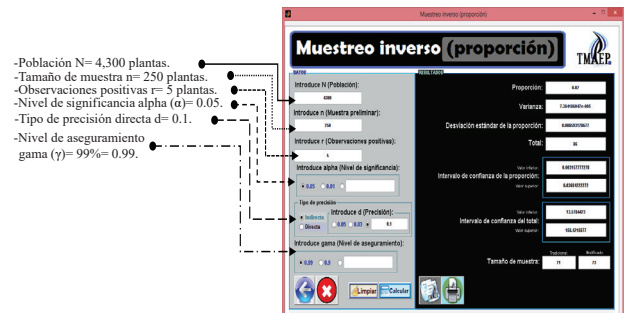 Muestreo inverso (proporción)
Muestreo inverso (proporción)
TMAEP
-Población N= 4,300 plantas.
-Tamaño de muestra n= 250 plantas.
-Observaciones positivas r= 5 plantas.
-Nivel de significancia alpha (α)= 0.05.
-Tipo de precisión directa d= 0.1.
-Nivel de aseguramiento
gama (γ)= 99%= 0.99.
DATOS
Introduce N (Población):
4300
Introduce n (Muestra preliminar):
250
Introduce r (Observaciones positivas):
5
Introduce alpha (Nivel de significancia):
0.05 0.01
Tipo de precisión
Indirecta
Directa
Introduce d (Precisión):
0.05 0.03 0.1
Introduce gama (Nivel de aseguramiento):
0.99 0.9
Limpiar Calcular
RESULTADOS
Proporción: 0.02
Varianza:
Desviación estándar de la proporción:
Total: 86
Valor inferior:
Intervalo de confianza de la proporción:
Valor superior:
Valor inferior:
Intervalo de confianza del total:
Valor superior:
Tradicional Modificado
Tamaño de muestra: 71 73